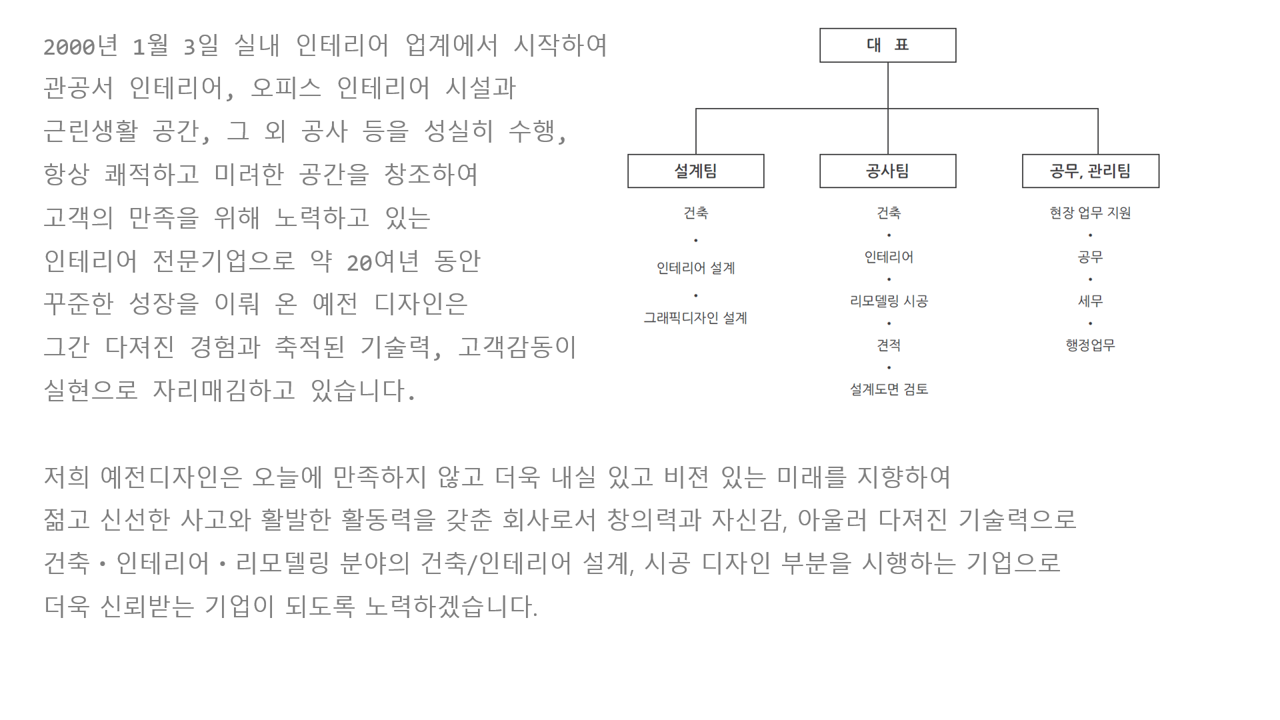 2000년 1월 3일 실내 인테리어 업계에서 시작하여
관공서 인테리어, 오피스 인테리어 시설과
근린생활 공간, 그 외 공사 등을 성실히 수행,
항상 쾌적하고 미려한 공간을 창조하여
고객의 만족을 위해 노력하고 있는
인테리어 전문기업으로 약 20여년 동안
꾸준한 성장을 이뤄 온 예전 디자인은
그간 다져진 경험과 축적된 기술력, 고객감동이
실현으로 자리매김하고 있습니다.
대 표
설계팀
건축
•
인테리어 설계
•
그래픽디자인 설계
공사팀
건축
•
인테리어
•
리모델링 시공
•
견적
•
설계도면 검토
공무, 관리팀
현장 업무 지원
•
공무
•
세무
•
행정업무
저희 예전디자인은 오늘에 만족하지 않고 더욱 내실 있고 비젼 있는 미래를 지향하여
젊고 신선한 사고와 활발한 활동력을 갖춘 회사로서 창의력과 자신감, 아울러 다져진 기술력으로
건축・인테리어・리모델링 분야의 건축/인테리어 설계, 시공 디자인 부분을 시행하는 기업으로
더욱 신뢰받는 기업이 되도록 노력하겠습니다.